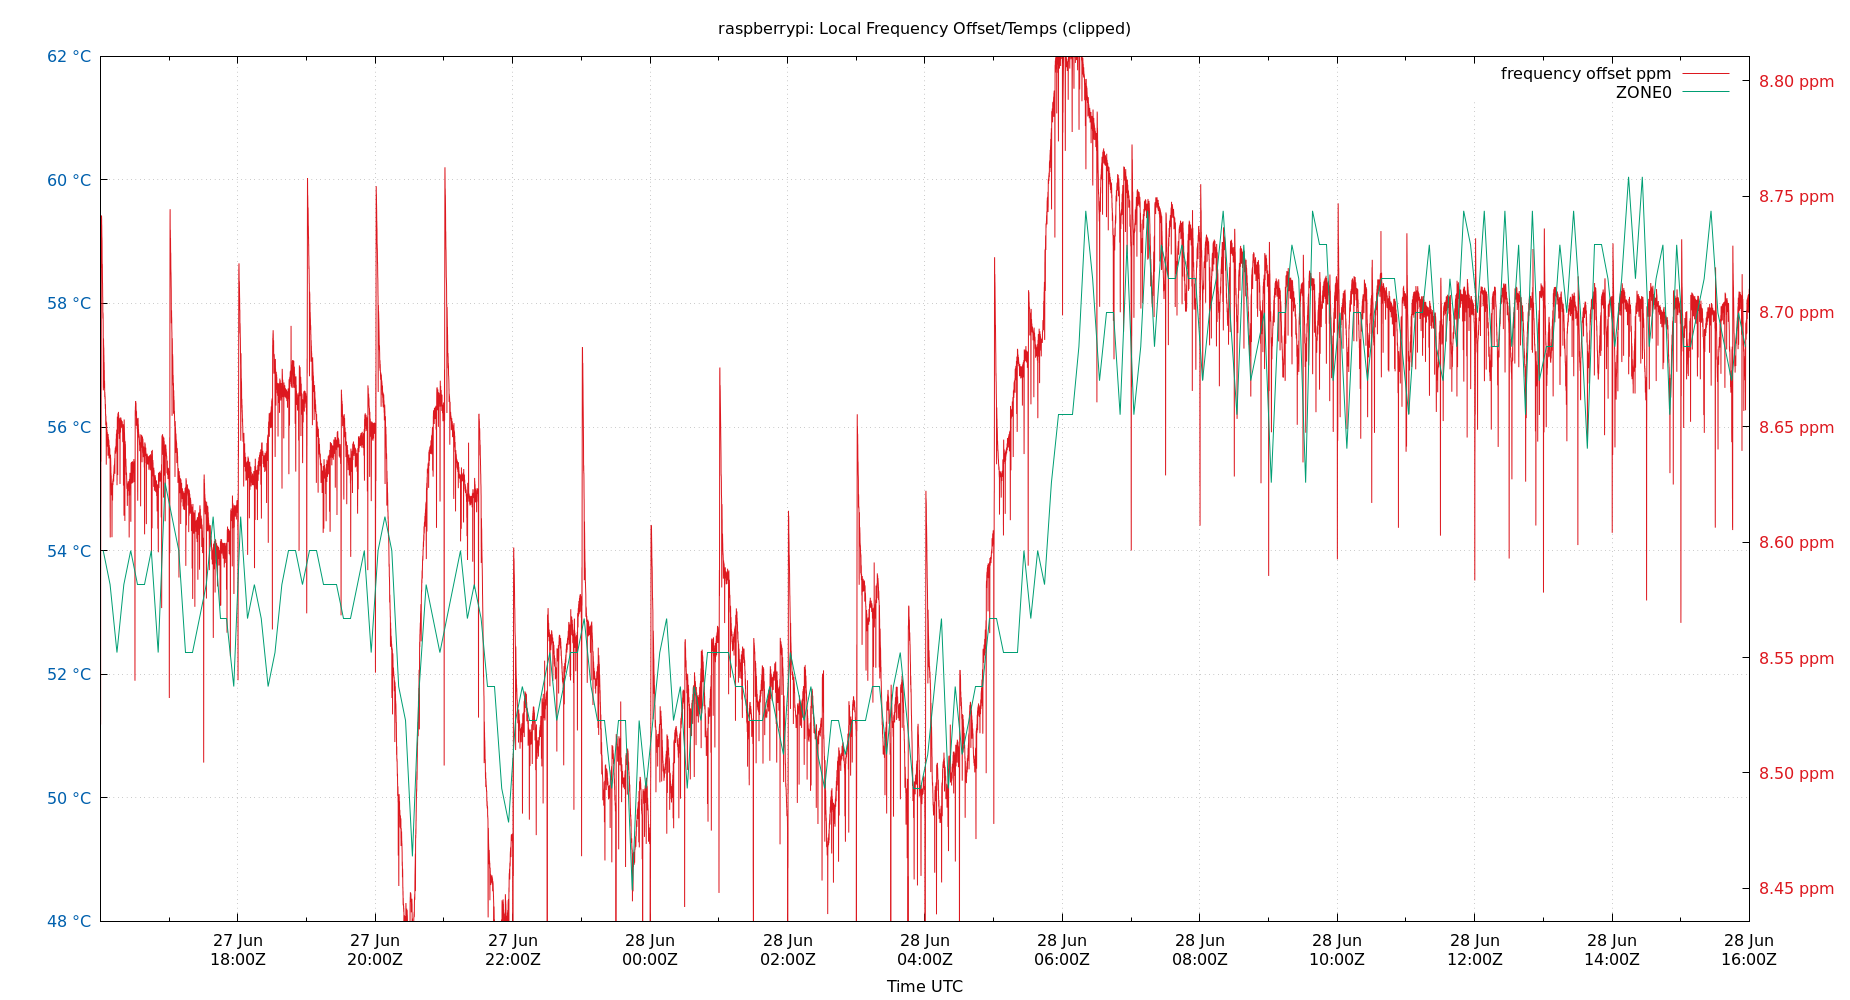 raspberrypi: Local Frequency Offset/Temps (clipped)
62 °C
60 °C
58 °C
56 °C
54 °C
52 °C
50 °C
48 °C
frequency offset ppm
ZONE0
8.80 ppm
8.75 ppm
8.70 ppm
8.65 ppm
8.60 ppm
8.55 ppm
8.50 ppm
8.45 ppm
27 Jun
18:00Z
27 Jun
20:00Z
27 Jun
22:00Z
28 Jun
00:00Z
28 Jun
02:00Z
28 Jun
04:00Z
28 Jun
06:00Z
28 Jun
08:00Z
28 Jun
10:00Z
28 Jun
12:00Z
28 Jun
14:00Z
28 Jun
16:00Z
Time UTC